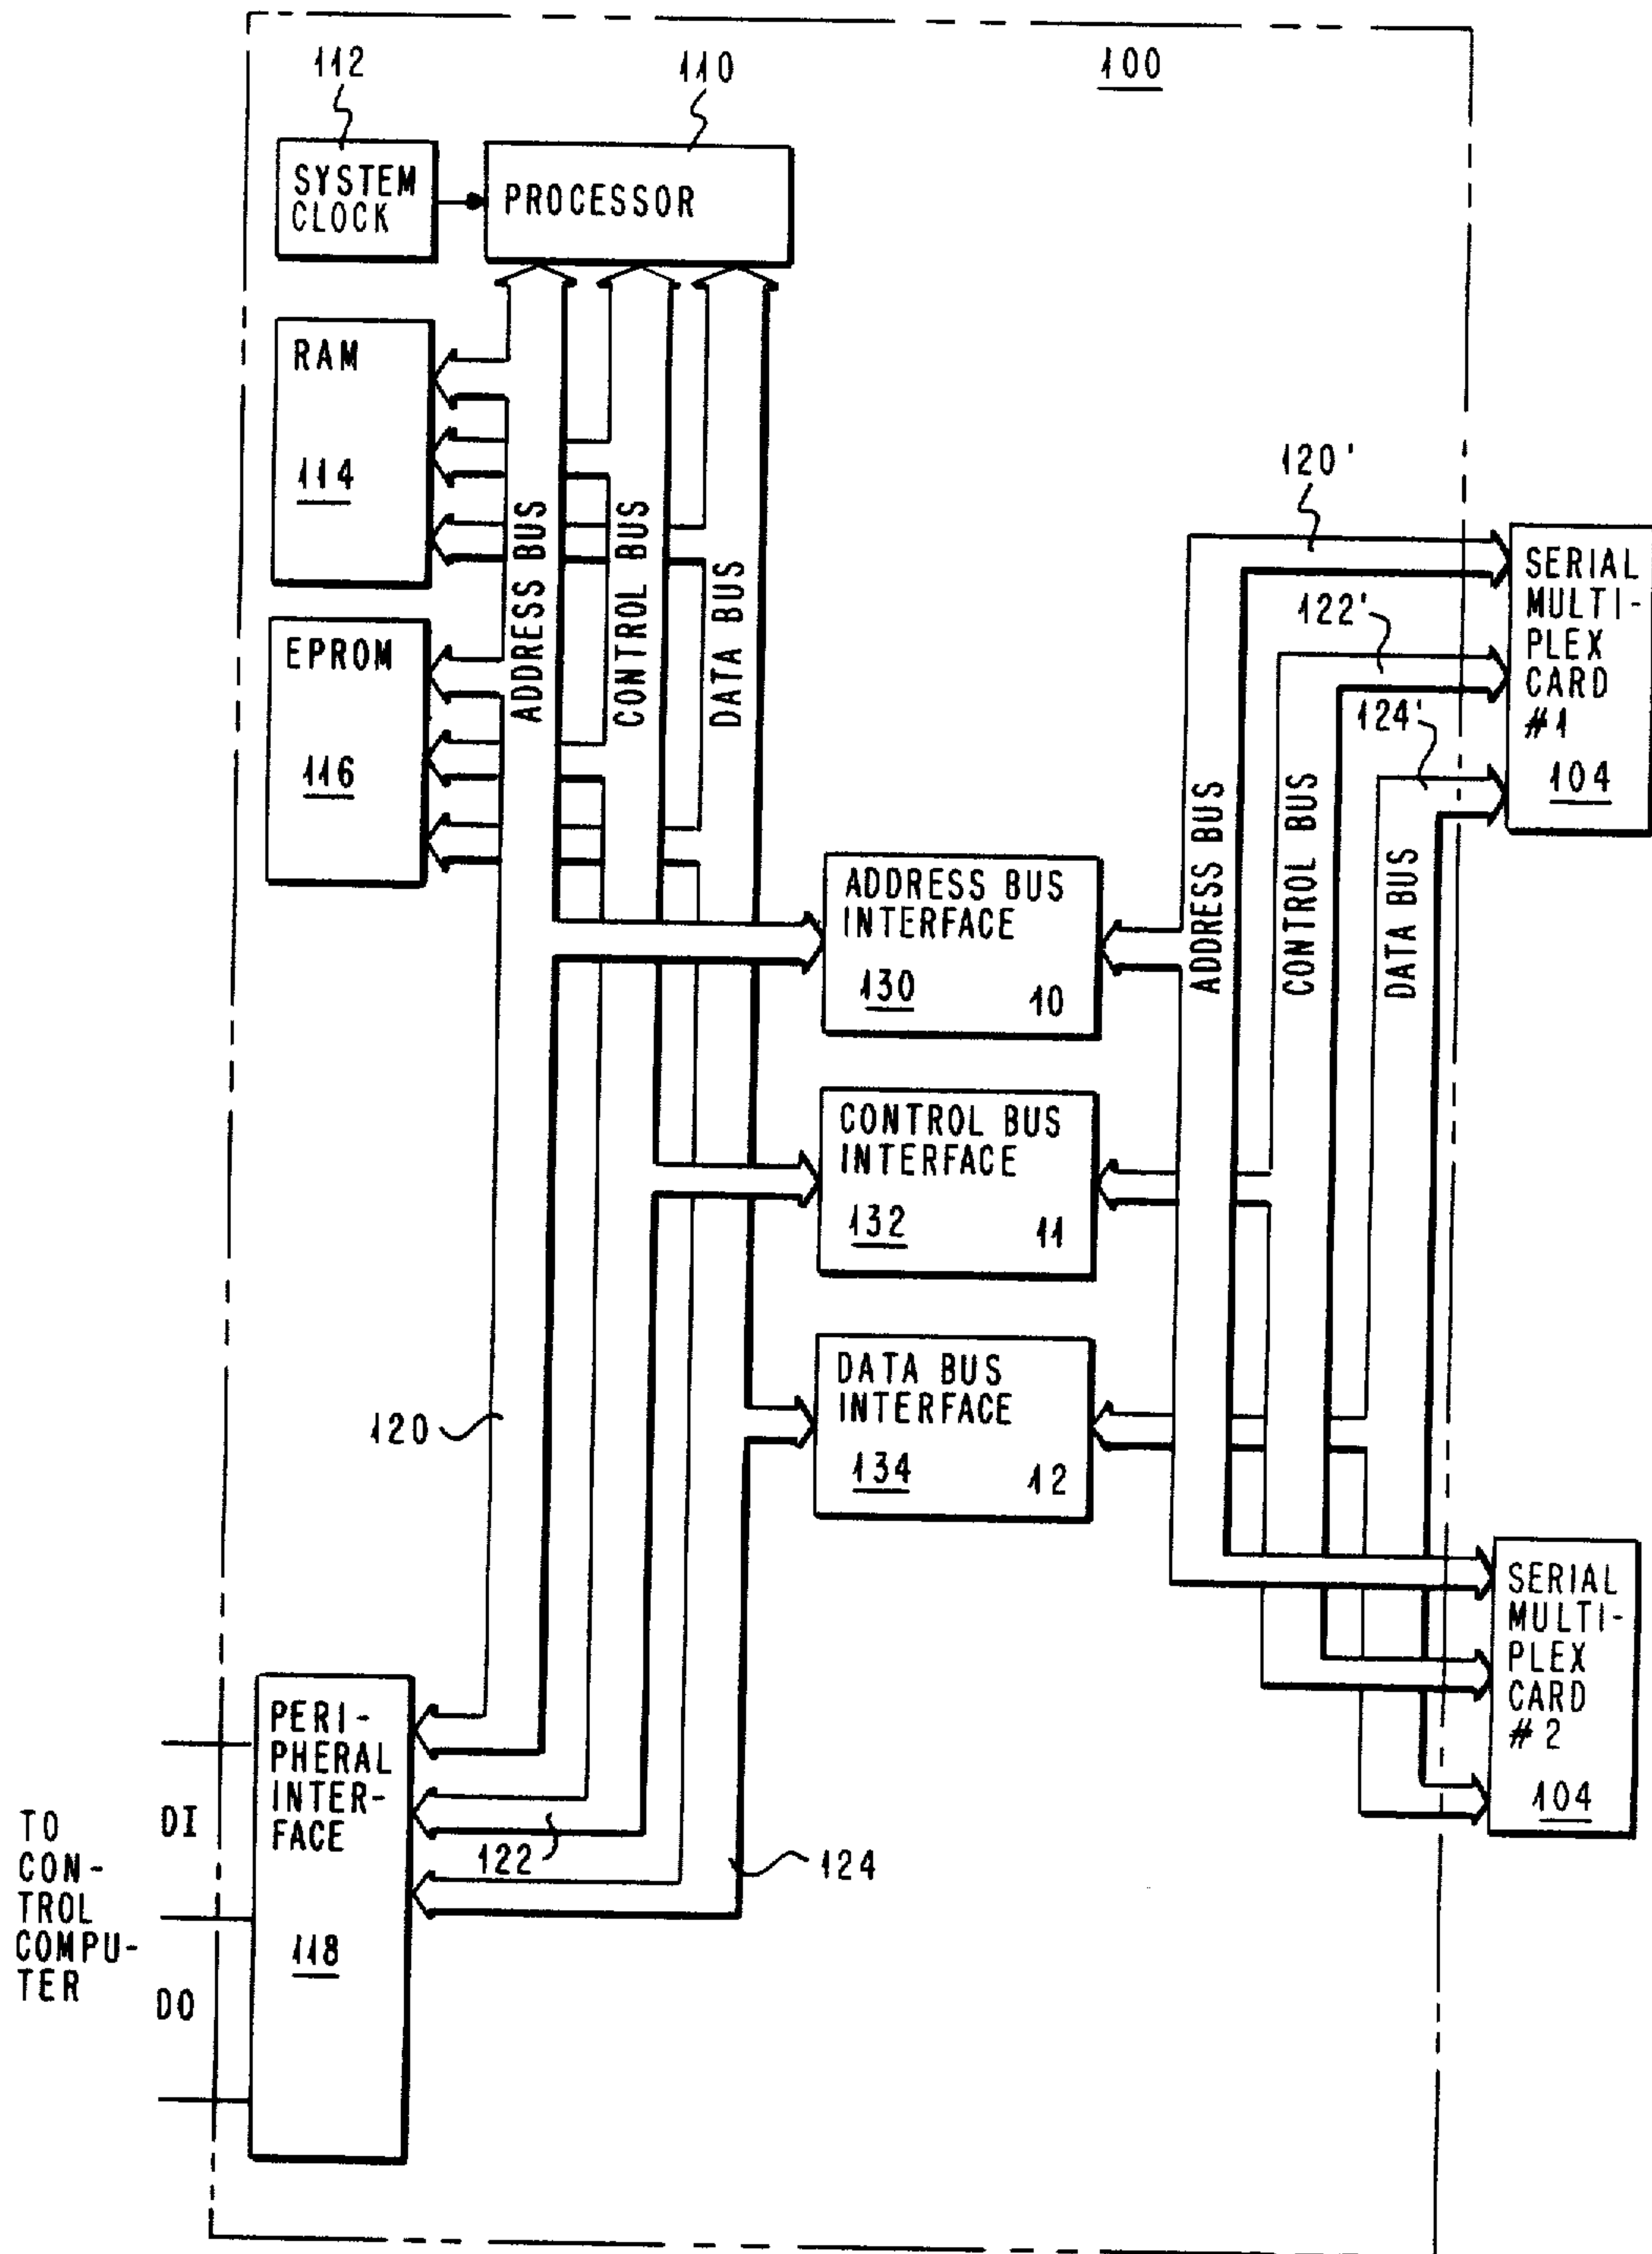 112
110
100
SYSTEM
CLOCK
PROCESSOR
RAM
114
EPROM
116
ADDRESS BUS
CONTROL BUS
DATA BUS
120'
122'
124'
SERIAL
MULTI-
PLEX
CARD
#1
104
ADDRESS BUS
INTERFACE
130
10
ADDRESS BUS
CONTROL BUS
DATA BUS
CONTROL BUS
INTERFACE
132
11
DATA BUS
INTERFACE
134
12
120
SERIAL
MULTI-
PLEX
CARD
#2
104
PERI-
PHERAL
INTER-
FACE
118
122
124
TO
CON-
TROL
COMPU-
TER
DI
DO